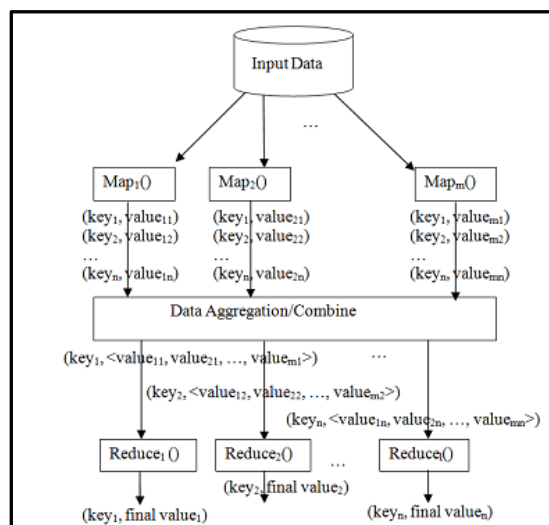 Input Data
...
Map₁() Map₂() Mapₘ()
(key₁, value₁₁) (key₁, value₂₁) (key₁, valueₘ₁)
(key₂, value₁₂) (key₂, value₂₂) (key₂, valueₘ₂)
... ... ...
(keyₙ, value₁ₙ) (keyₙ, value₂ₙ) (keyₙ, valueₘₙ)
Data Aggregation/Combine
(key₁, <value₁₁, value₂₁, ..., valueₘ₁>) ...
(key₂, <value₁₂, value₂₂, ..., valueₘ₂>)
(keyₙ, <value₁ₙ, value₂ₙ, ..., valueₘₙ>)
Reduce₁ () Reduce₂() ... Reduceₗ()
(key₁, final value₁) (key₂, final value₂) (keyₙ, final valueₙ)